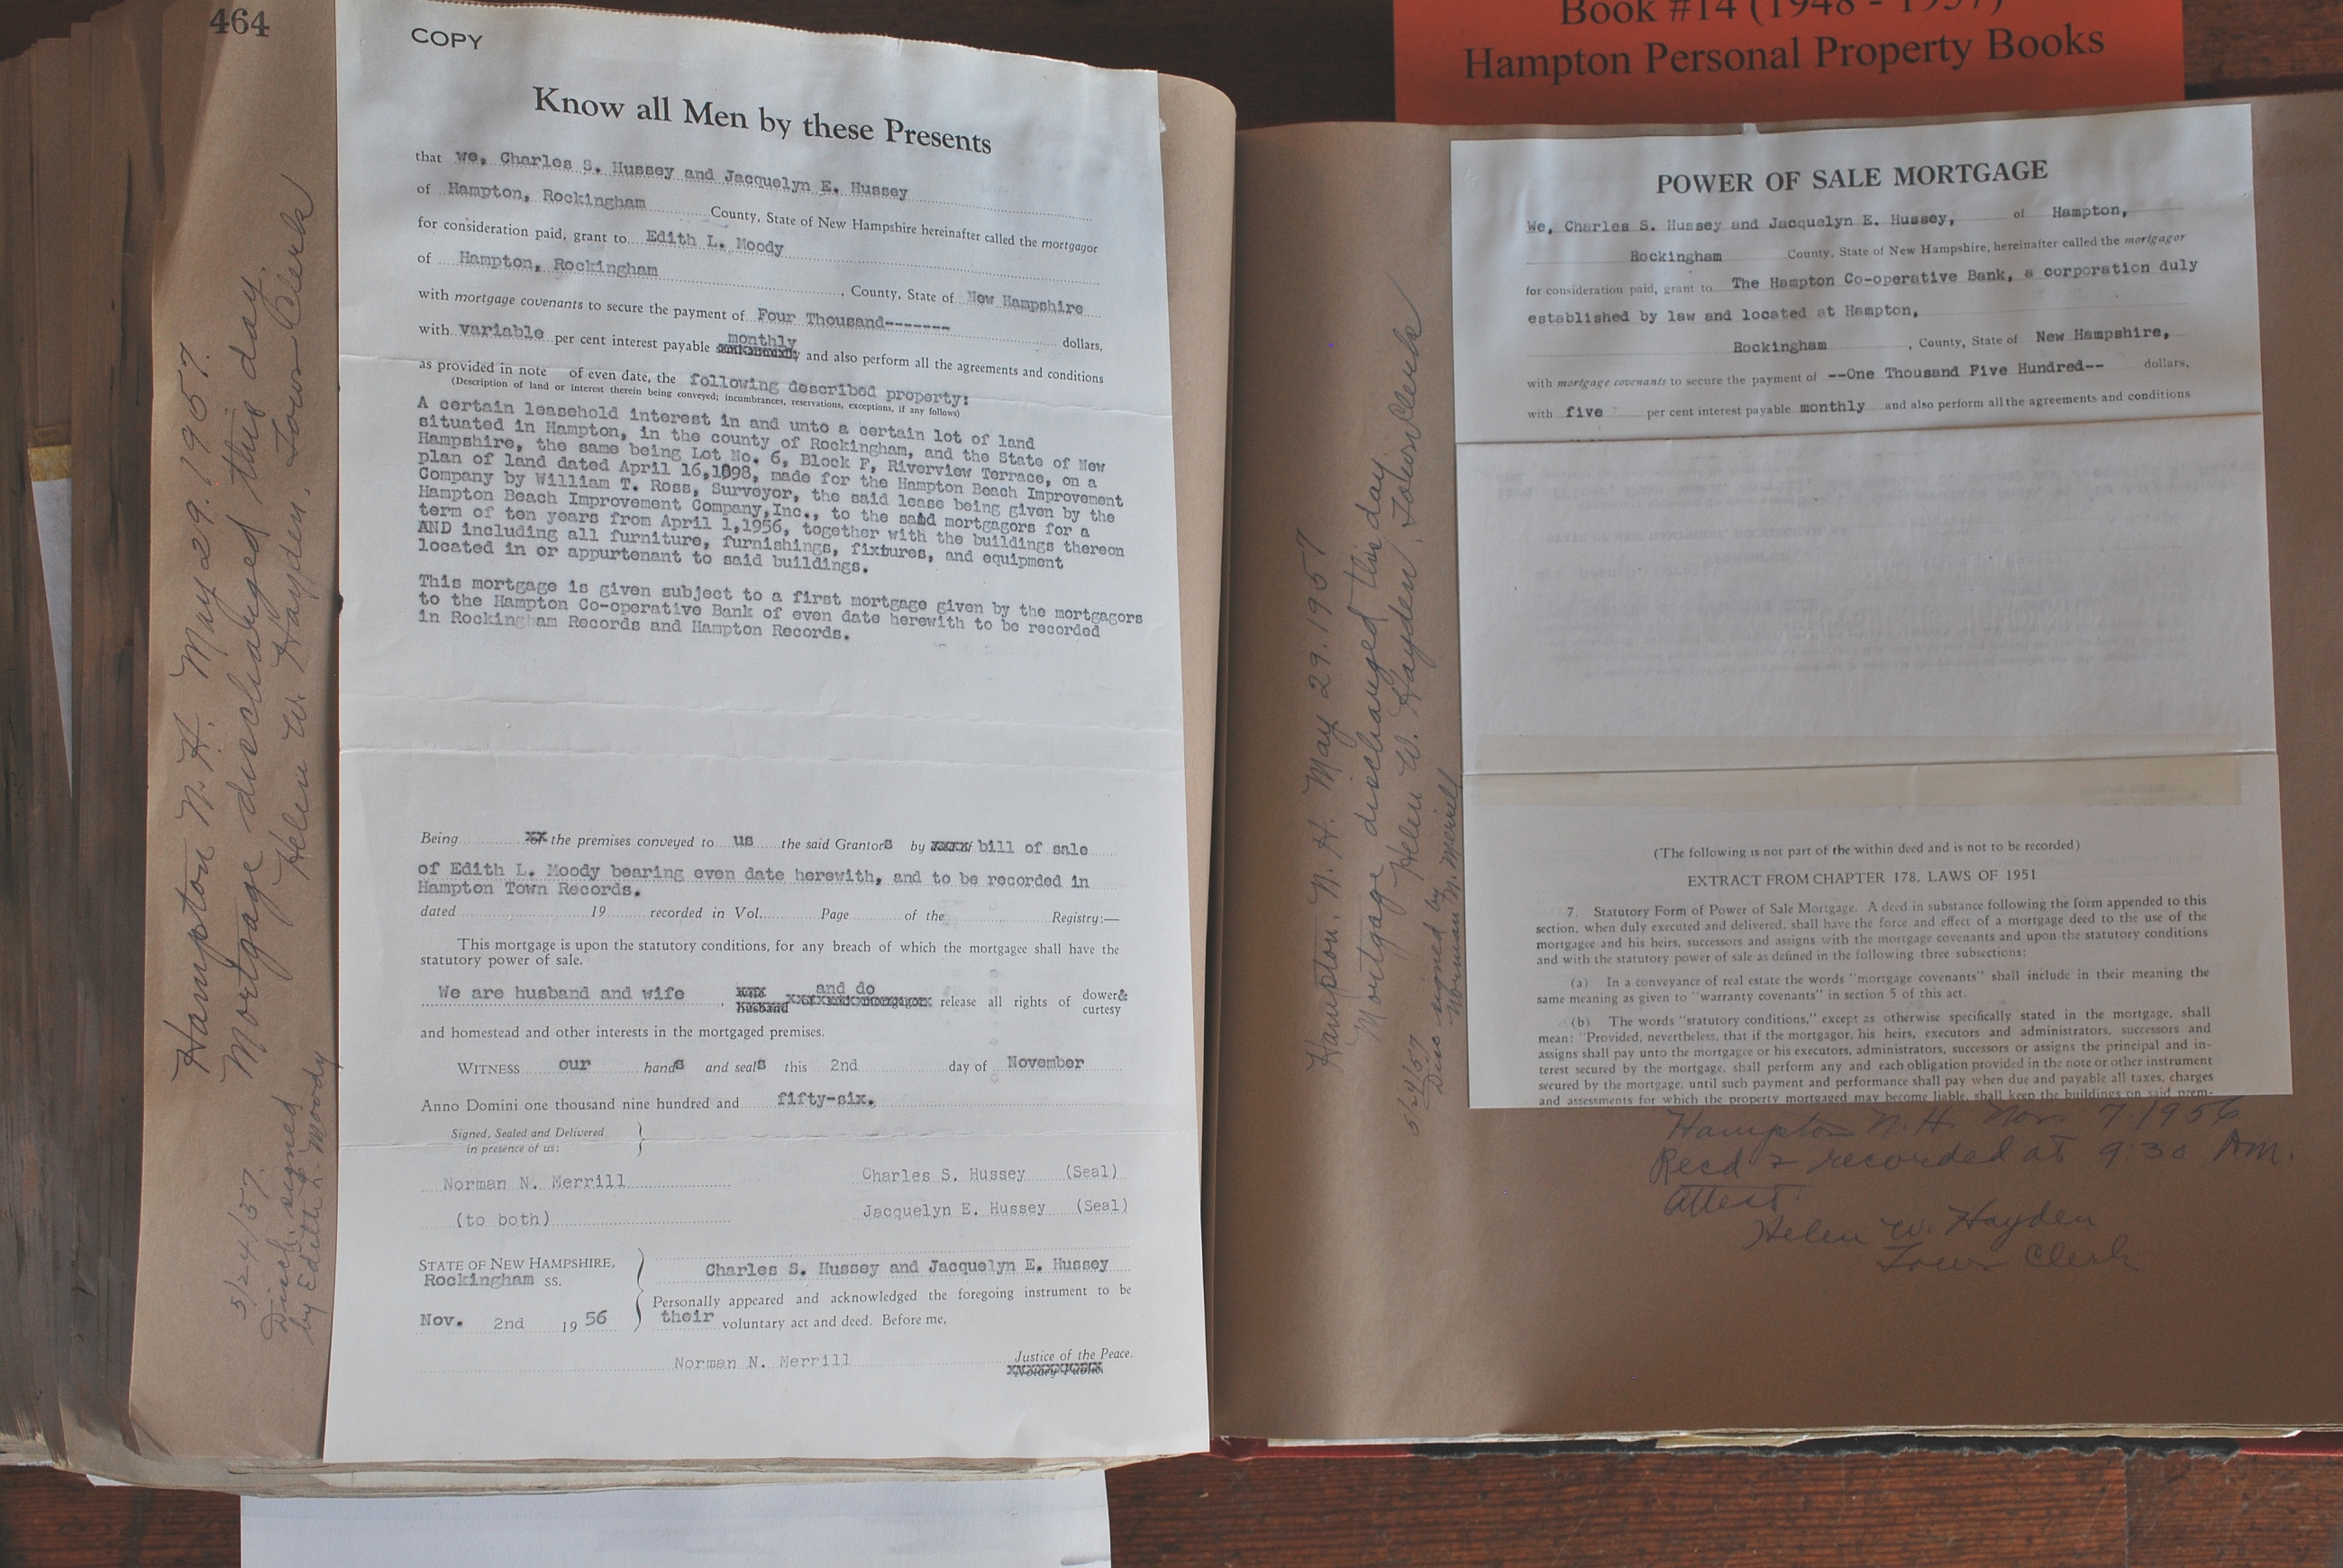 464
COPY
Know all Men by these Presents
that We, Charles S. Hussey and Jacquelyn E. Hussey
of Hampton, Rockingham County, State of New Hampshire hereinafter called the mortgagor
for consideration paid, grant to Edith L. Moody
of Hampton, Rockingham
, County, State of New Hampshire
with mortgage covenants to secure the payment of Four Thousand-------
dollars,
with variable per cent interest payable monthly and also perform all the agreements and conditions
as provided in note of even date, the following described property:
(Description of land or interest therein being conveyed; incumbrances, reservations, exceptions, if any follows)
A certain leasehold interest in and unto a certain lot of land
situated in Hampton, in the county of Rockingham, and the State of New
Hampshire, the same being Lot No. 6, Block F, Riverview Terrace, on a
plan of land dated April 16,1898, made for the Hampton Beach Improvement
Company by William T. Ross, Surveyor, the said lease being given by the
Hampton Beach Improvement Company,Inc., to the said mortgagors for a
term of ten years from April 1,1956, together with the buildings thereon
AND including all furniture, furnishings, fixtures, and equipment
located in or appurtenant to said buildings.
This mortgage is given subject to a first mortgage given by the mortgagors
to the Hampton Co-operative Bank of even date herewith to be recorded
in Rockingham Records and Hampton Records.
Being the premises conveyed to us the said Grantors by bill of sale
of Edith L. Moody bearing even date herewith, and to be recorded in
Hampton Town Records.
dated 19 recorded in Vol. Page of the Registry:—
This mortgage is upon the statutory conditions, for any breach of which the mortgagee shall have the
statutory power of sale.
We are husband and wife , and do release all rights of dower& curtesy
and homestead and other interests in the mortgaged premises.
WITNESS our hands and seals this 2nd day of November
Anno Domini one thousand nine hundred and fifty-six.
Signed, Sealed and Delivered
in presence of us:
Norman N. Merrill Charles S. Hussey (Seal)
(to both) Jacquelyn E. Hussey (Seal)
STATE OF NEW HAMPSHIRE,
Rockingham SS. Charles S. Hussey and Jacquelyn E. Hussey
Personally appeared and acknowledged the foregoing instrument to be
Nov. 2nd 19 56 their voluntary act and deed. Before me,
Norman N. Merrill Justice of the Peace.
Notary Public
Hampton N. H. May 29. 1957.
Mortgage discharged this day.
Helen W. Hayden, Town Clerk
5/24/57.
Disch. signed
by Edith L. Moody
Book #14 (1948 - 1957)
Hampton Personal Property Books
POWER OF SALE MORTGAGE
We, Charles S. Hussey and Jacquelyn E. Hussey, of Hampton,
Rockingham County, State of New Hampshire, hereinafter called the mortgagor
for consideration paid, grant to The Hampton Co-operative Bank, a corporation duly
established by law and located at Hampton,
Rockingham , County, State of New Hampshire,
with mortgage covenants to secure the payment of --One Thousand Five Hundred-- dollars,
with five per cent interest payable monthly and also perform all the agreements and conditions
(The following is not part of the within deed and is not to be recorded)
EXTRACT FROM CHAPTER 178, LAWS OF 1951
7. Statutory Form of Power of Sale Mortgage. A deed in substance following the form appended to this
section, when duly executed and delivered, shall have the force and effect of a mortgage deed to the use of the
mortgagee and his heirs, successors and assigns with the mortgage covenants and upon the statutory conditions
and with the statutory power of sale as defined in the following three subsections:
(a) In a conveyance of real estate the words "mortgage covenants" shall include in their meaning the
same meaning as given to "warranty covenants" in section 5 of this act.
(b) The words "statutory conditions," except as otherwise specifically stated in the mortgage, shall
mean: "Provided, nevertheless, that if the mortgagor, his heirs, executors and administrators, successors and
assigns shall pay unto the mortgagee or his executors, administrators, successors or assigns the principal and in-
terest secured by the mortgage, shall perform any and each obligation provided in the note or other instrument
secured by the mortgage, until such payment and performance shall pay when due and payable all taxes, charges
and assessments for which the property mortgaged may become liable, shall keep the buildings on said prem-
Hampton N. H. Nov. 7. 1956
Recd & recorded at 9:30 AM.
Attest:
Helen W. Hayden
Town Clerk
Hampton. N. H. May 29. 1957
Mortgage discharged this day.
Helen W. Hayden. Town Clerk
5/24/57
Disc signed by
Norman N. Merrill